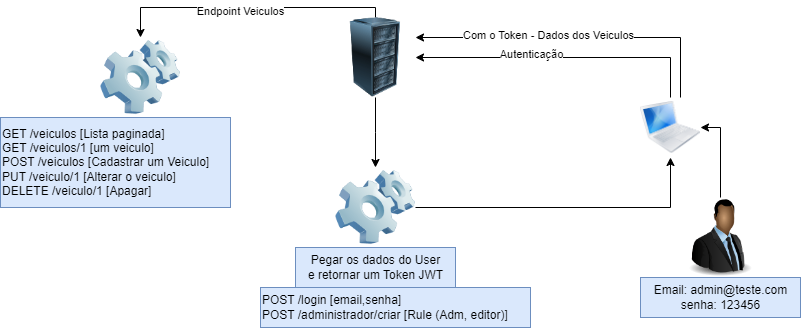 Endpoint Veiculos
Com o Token - Dados dos Veiculos
Autenticação
GET /veiculos [Lista paginada]
GET /veiculos/1 [um veiculo]
POST /veiculos [Cadastrar um Veiculo]
PUT /veiculo/1 [Alterar o veiculo]
DELETE /veiculo/1 [Apagar]
Pegar os dados do User
e retornar um Token JWT
POST /login [email,senha]
POST /administrador/criar [Rule (Adm, editor)]
Email: admin@teste.com
senha: 123456